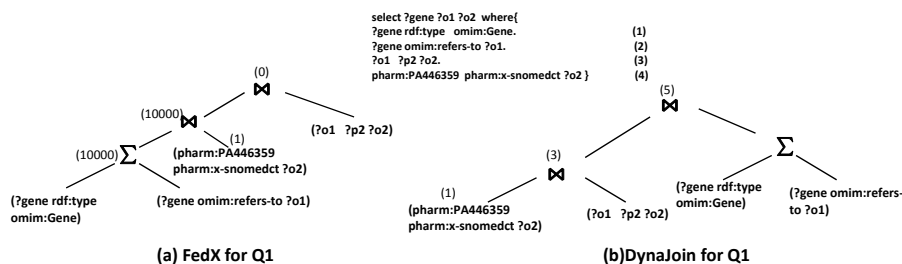 select ?gene ?o1 ?o2 where{
?gene rdf:type omim:Gene. (1)
?gene omim:refers-to ?o1. (2)
?o1 ?p2 ?o2. (3)
pharm:PA446359 pharm:x-snomedct ?o2 } (4)
(0)
⋈
(10000)
⋈
(?o1 ?p2 ?o2)
(1)
(10000) Σ
(pharm:PA446359
pharm:x-snomedct ?o2)
(?gene rdf:type
omim:Gene)
(?gene omim:refers-to ?o1)
(a) FedX for Q1
(5)
⋈
(3)
⋈
Σ
(1)
(pharm:PA446359
pharm:x-snomedct ?o2)
(?o1 ?p2 ?o2)
(?gene rdf:type
omim:Gene)
(?gene omim:refers-
to ?o1)
(b)DynaJoin for Q1